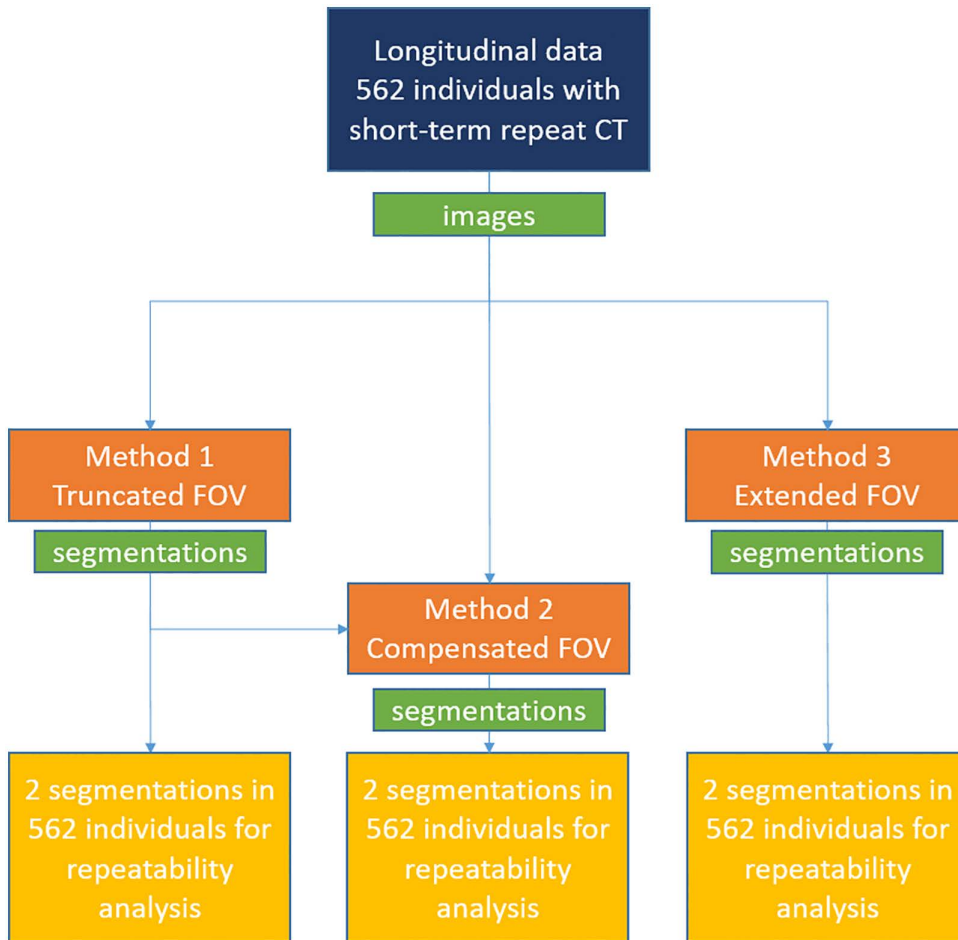 Longitudinal data
562 individuals with
short-term repeat CT
images
Method 1
Truncated FOV
segmentations
Method 3
Extended FOV
segmentations
Method 2
Compensated FOV
segmentations
2 segmentations in
562 individuals for
repeatability
analysis
2 segmentations in
562 individuals for
repeatability
analysis
2 segmentations in
562 individuals for
repeatability
analysis